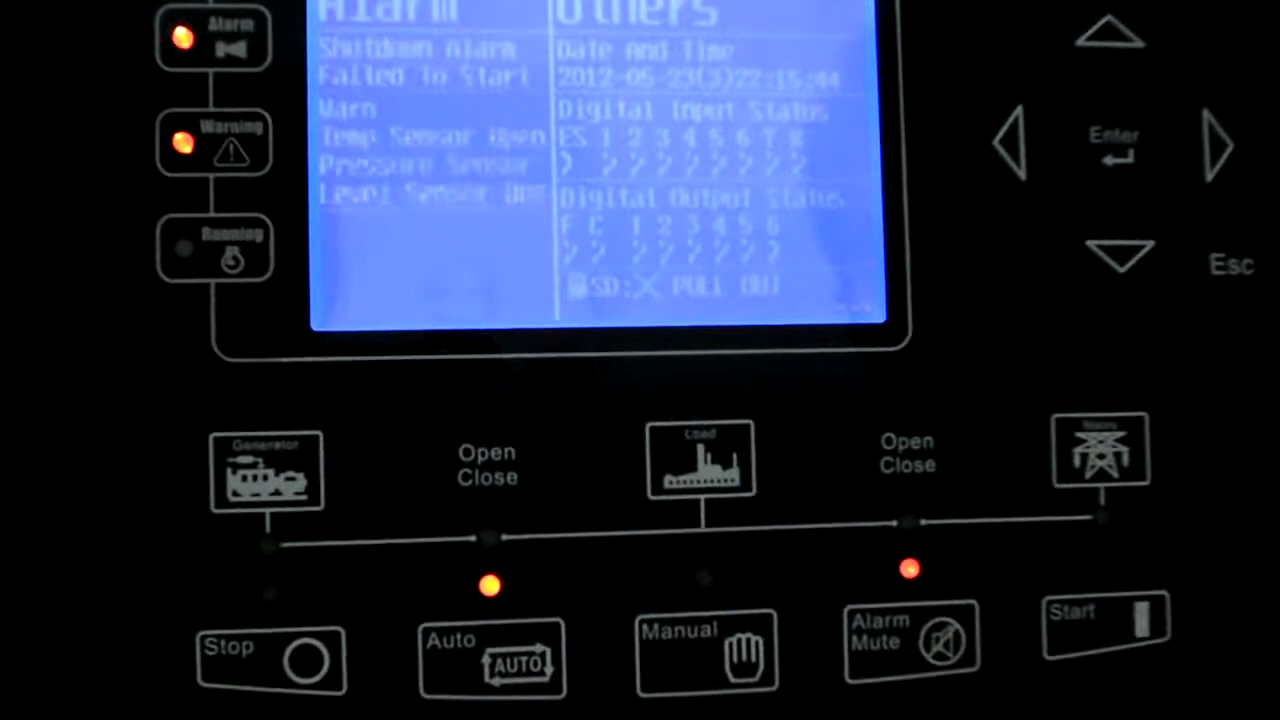 Alarm
Warning
Running
Alarm
Shutdown Alarm
Failed To Start
Warn
Temp Sensor Open
Pressure Sensor
Level Sensor
Others
Date And Time
2012-05-23(3)22:15:44
Digital Input Status
ES 1 2 3 4 5 6 7 8
Digital Output Status
F C 1 2 3 4 5 6
SD: PULL OUT
Enter
Esc
Generator
Open
Close
Load
Open
Close
Mains
Stop
Auto
AUTO
Manual
Alarm
Mute
Start